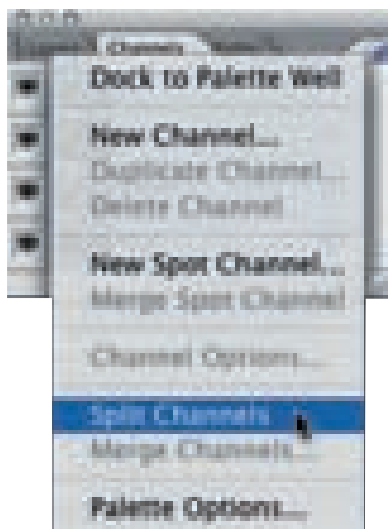 Channels
Dock to Palette Well
New Channel...
Duplicate Channel...
Delete Channel
New Spot Channel...
Merge Spot Channel
Channel Options...
Split Channels
Merge Channels...
Palette Options...